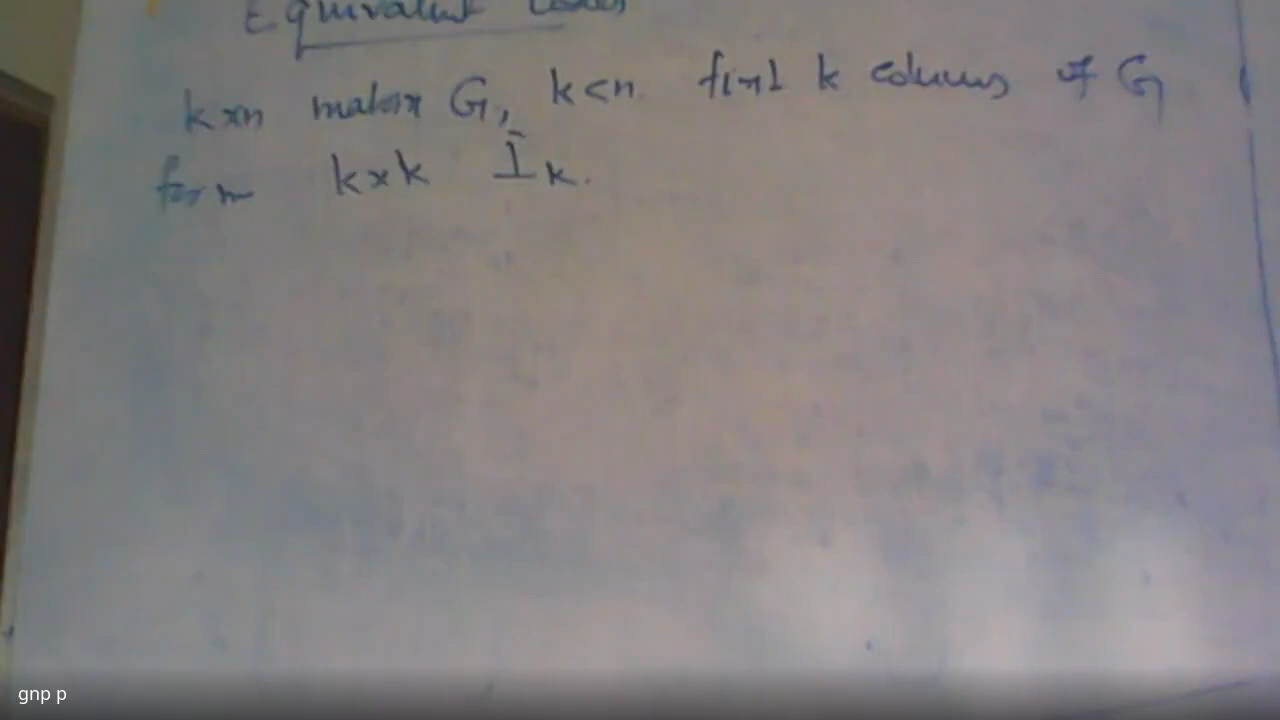 Equivalent Codes
k×n matrix G, k<n. first k columns of G
form k×k I_k.
gnp p